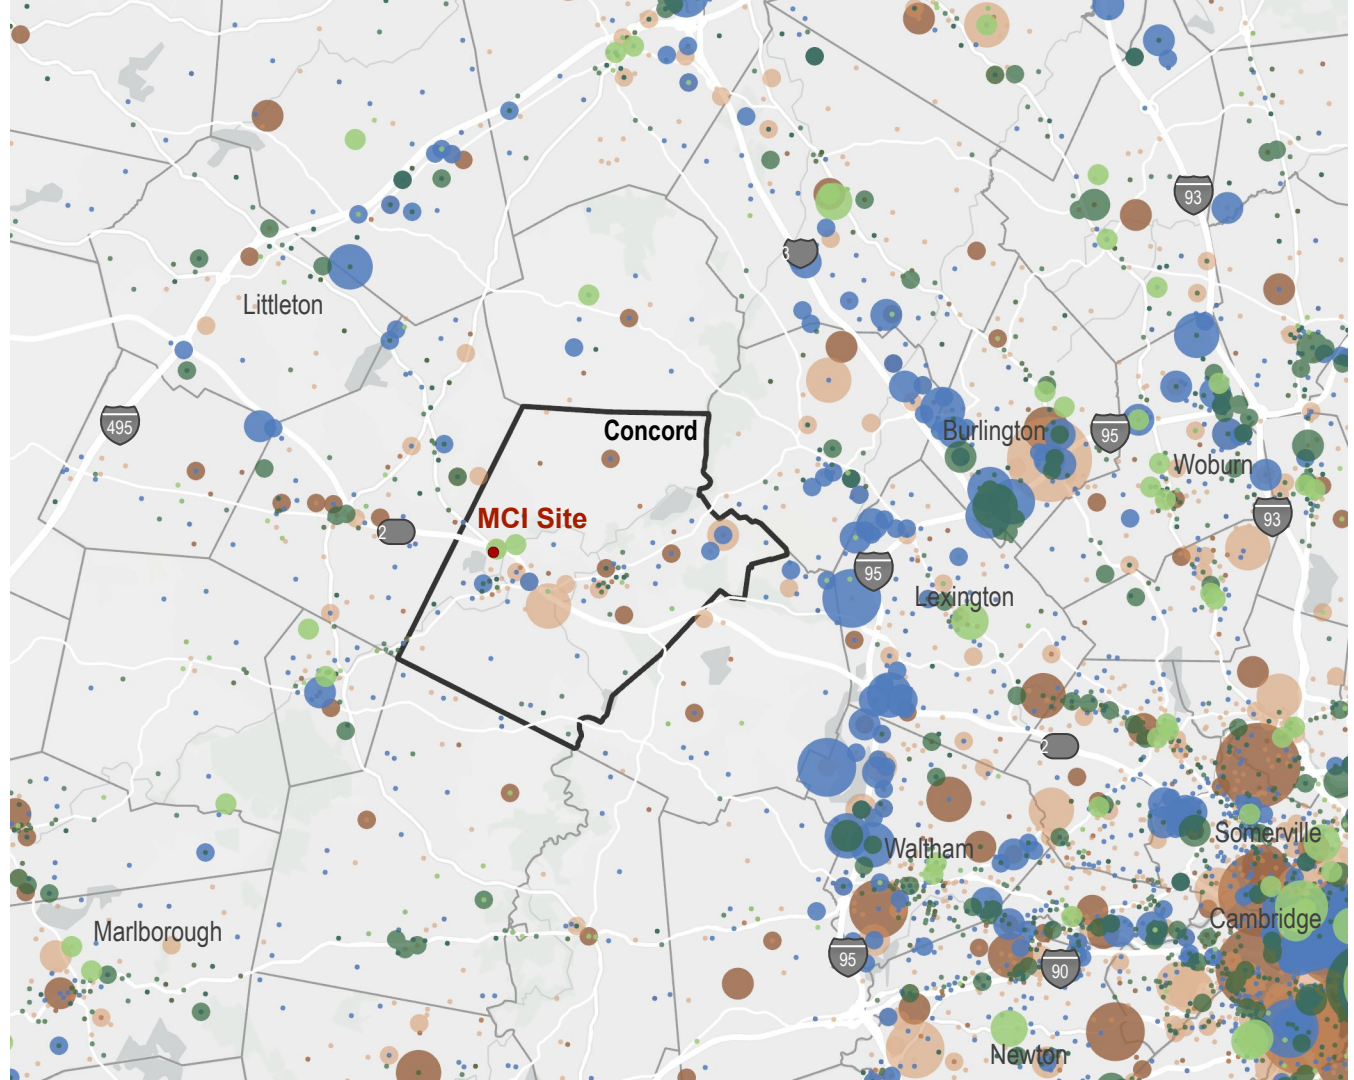 93
3
Littleton
495
Concord
Burlington
95
Woburn
MCI Site
93
2
95
Lexington
2
Somerville
Waltham
Cambridge
Marlborough
95
90
Newton